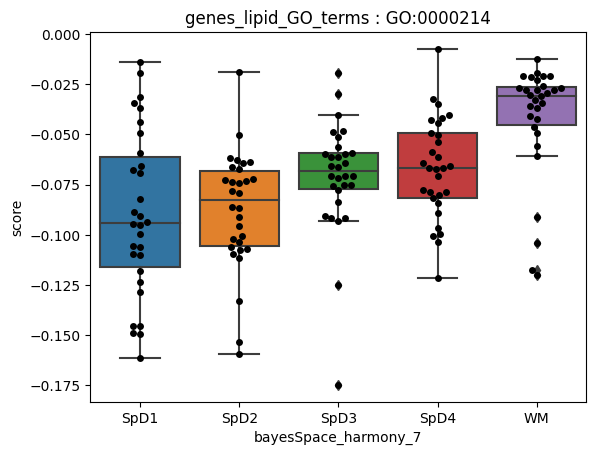 genes_lipid_GO_terms : GO:0000214
0.000
−0.025
−0.050
−0.075
−0.100
−0.125
−0.150
−0.175
score
SpD1 SpD2 SpD3 SpD4 WM
bayesSpace_harmony_7